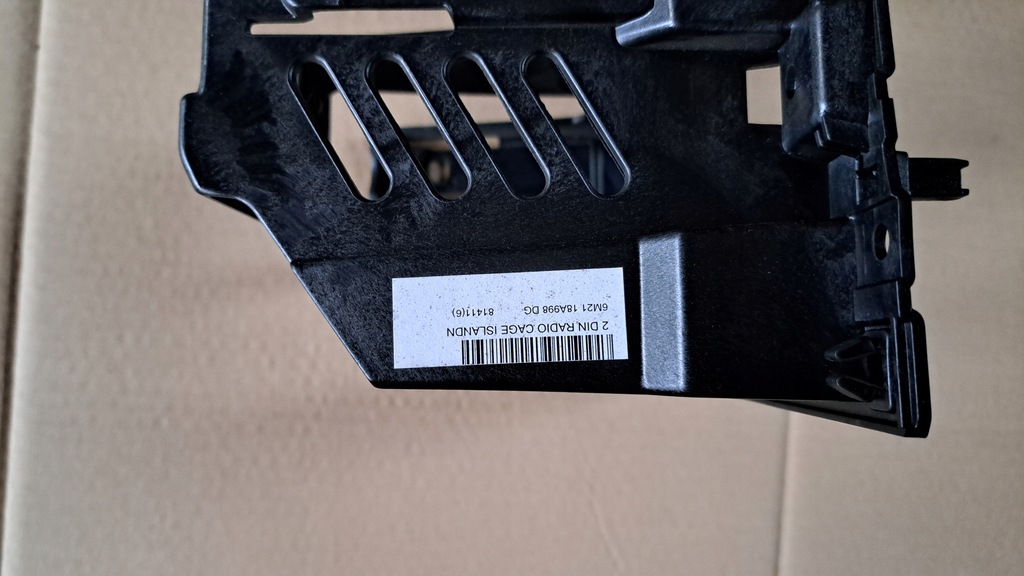 2 DIN RADIO CAGE ISLANDN
6M21 18A998 DG 81411(6)